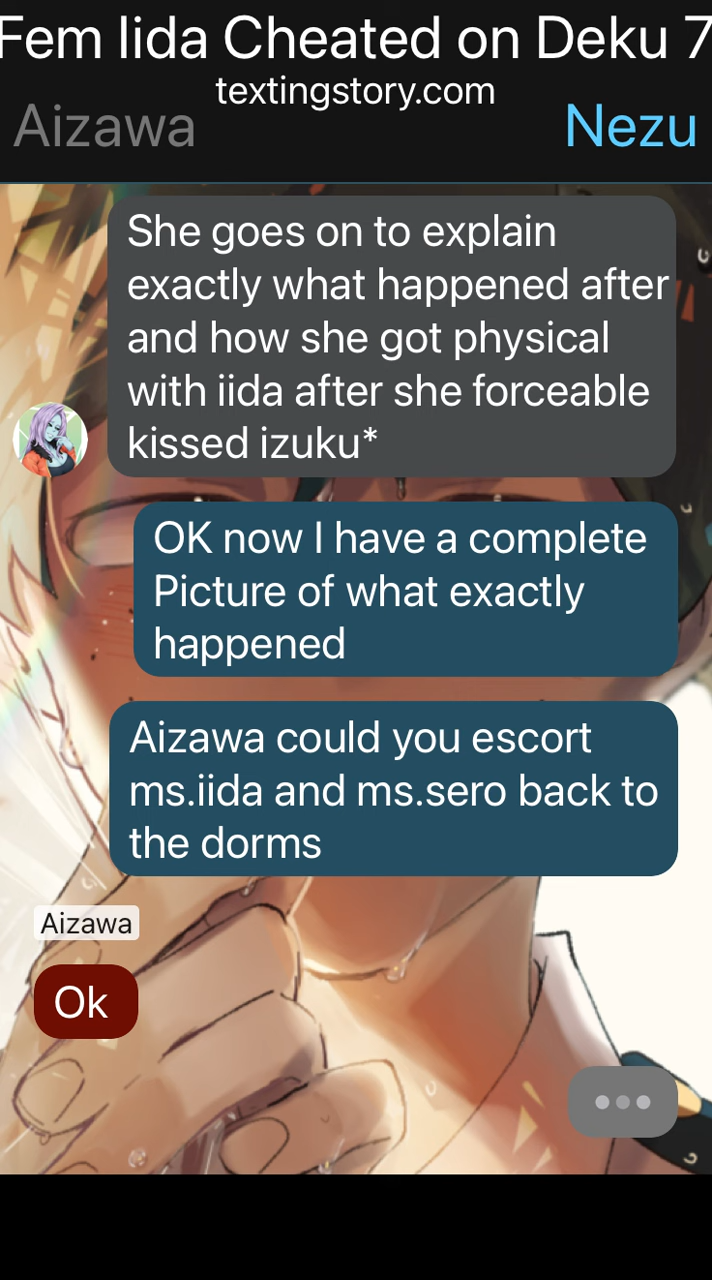 Fem Iida Cheated on Deku 7
textingstory.com
Aizawa
Nezu
She goes on to explain
exactly what happened after
and how she got physical
with iida after she forceable
kissed izuku*
OK now I have a complete
Picture of what exactly
happened
Aizawa could you escort
ms.iida and ms.sero back to
the dorms
Aizawa
Ok